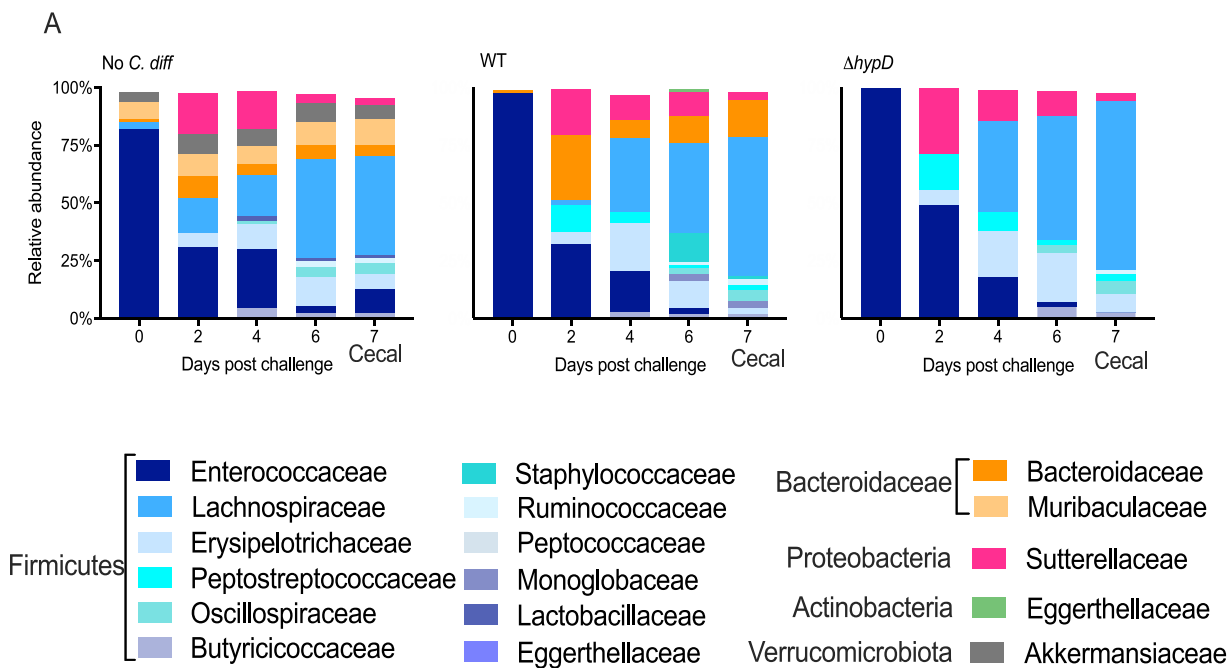 A
No C. diff
WT
ΔhypD
Relative abundance
100%
75%
50%
25%
0%
0 2 4 6 7
Cecal
Days post challenge
0 2 4 6 7
Cecal
Days post challenge
0 2 4 6 7
Cecal
Days post challenge
Firmicutes
Enterococcaceae
Lachnospiraceae
Erysipelotrichaceae
Peptostreptococcaceae
Oscillospiraceae
Butyricicoccaceae
Staphylococcaceae
Ruminococcaceae
Peptococcaceae
Monoglobaceae
Lactobacillaceae
Eggerthellaceae
Bacteroidaceae
Bacteroidaceae
Muribaculaceae
Proteobacteria
Sutterellaceae
Actinobacteria
Eggerthellaceae
Verrucomicrobiota
Akkermansiaceae